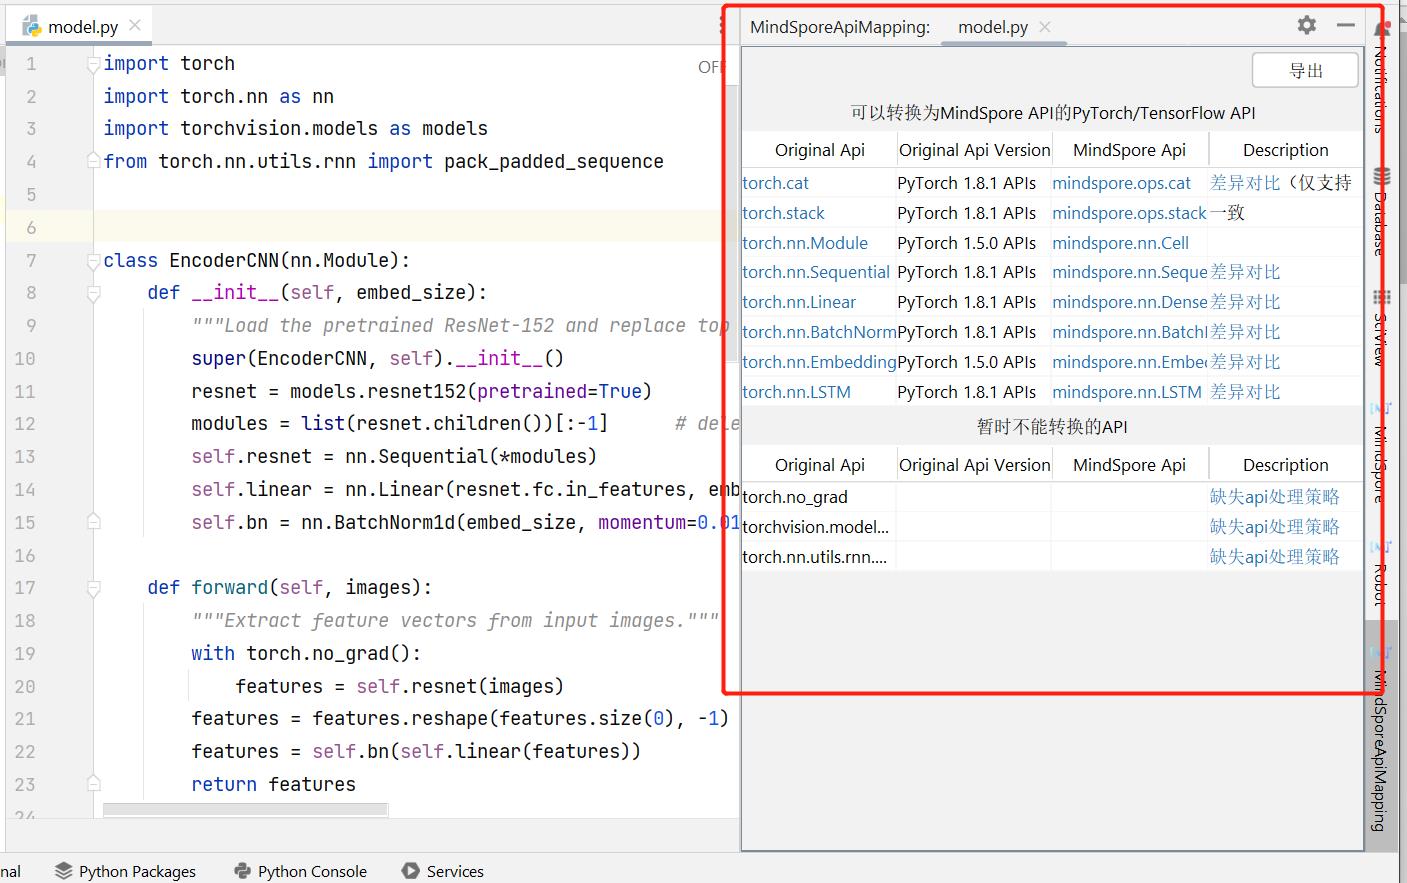 model.py
OFF
1 import torch
2 import torch.nn as nn
3 import torchvision.models as models
4 from torch.nn.utils.rnn import pack_padded_sequence
5
6
7 class EncoderCNN(nn.Module):
8 def __init__(self, embed_size):
9 """Load the pretrained ResNet-152 and replace top
10 super(EncoderCNN, self).__init__()
11 resnet = models.resnet152(pretrained=True)
12 modules = list(resnet.children())[:-1] # dele
13 self.resnet = nn.Sequential(*modules)
14 self.linear = nn.Linear(resnet.fc.in_features, emb
15 self.bn = nn.BatchNorm1d(embed_size, momentum=0.01
16
17 def forward(self, images):
18 """Extract feature vectors from input images."""
19 with torch.no_grad():
20 features = self.resnet(images)
21 features = features.reshape(features.size(0), -1)
22 features = self.bn(self.linear(features))
23 return features
24
MindSporeApiMapping: model.py
导出
可以转换为MindSpore API的PyTorch/TensorFlow API
Original Api Original Api Version MindSpore Api Description
torch.cat PyTorch 1.8.1 APIs mindspore.ops.cat 差异对比（仅支持
torch.stack PyTorch 1.8.1 APIs mindspore.ops.stack 一致
torch.nn.Module PyTorch 1.5.0 APIs mindspore.nn.Cell
torch.nn.Sequential PyTorch 1.8.1 APIs mindspore.nn.Seque 差异对比
torch.nn.Linear PyTorch 1.8.1 APIs mindspore.nn.Dense 差异对比
torch.nn.BatchNorm PyTorch 1.8.1 APIs mindspore.nn.Batch 差异对比
torch.nn.Embedding PyTorch 1.5.0 APIs mindspore.nn.Embe 差异对比
torch.nn.LSTM PyTorch 1.8.1 APIs mindspore.nn.LSTM 差异对比
暂时不能转换的API
Original Api Original Api Version MindSpore Api Description
torch.no_grad 缺失api处理策略
torchvision.model... 缺失api处理策略
torch.nn.utils.rnn.... 缺失api处理策略
Notifications
Database
SciView
MindSpore
Robot
MindSporeApiMapping
nal Python Packages Python Console Services